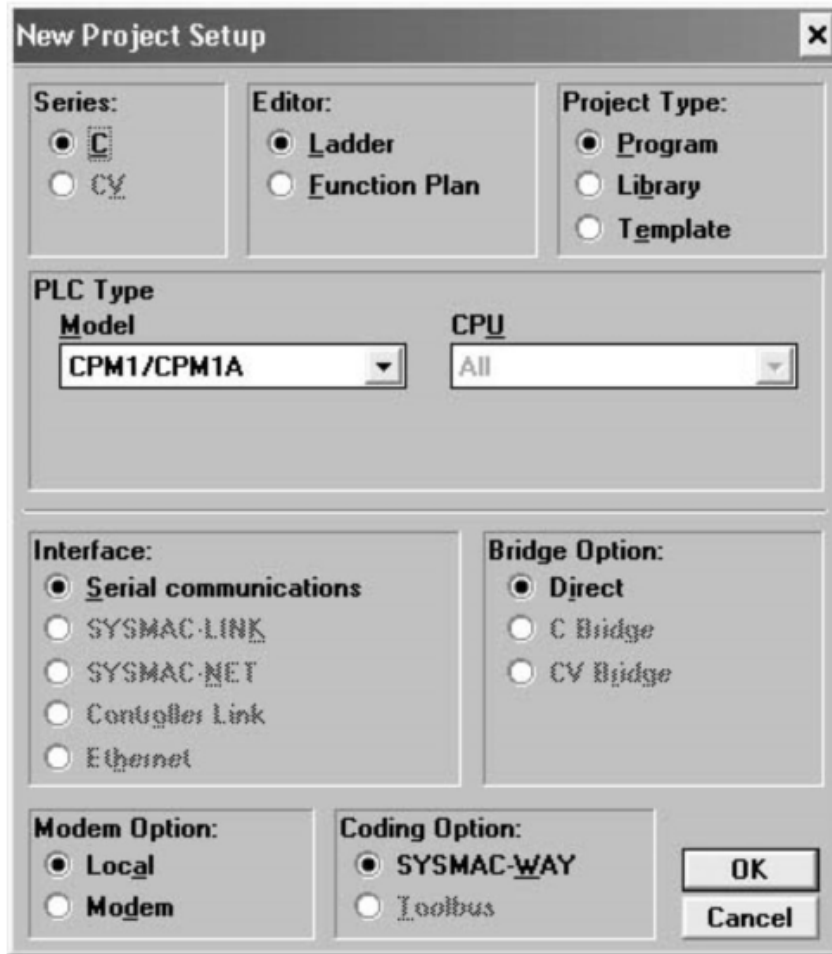 New Project Setup
Series:
C
CV
Editor:
Ladder
Function Plan
Project Type:
Program
Library
Template
PLC Type
Model
CPM1/CPM1A
CPU
All
Interface:
Serial communications
SYSMAC-LINK
SYSMAC-NET
Controller Link
Ethernet
Bridge Option:
Direct
C Bridge
CV Bridge
Modem Option:
Local
Modem
Coding Option:
SYSMAC-WAY
Toolbus
OK
Cancel